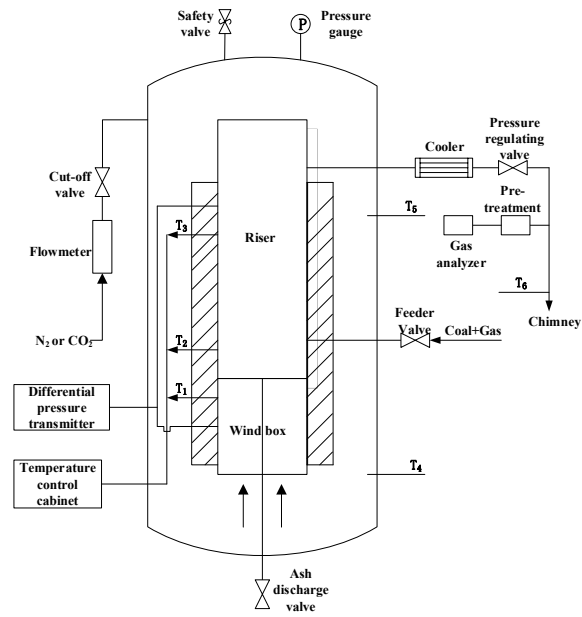 Safety
valve
P
Pressure
gauge
Pressure
regulating
valve
Cooler
Cut-off
valve
Pre-
treatment
T5
T3
Riser
Flowmeter
Gas
analyzer
T6
Feeder
Valve
Coal+Gas
Chimney
N2 or CO2
T2
Differential
pressure
transmitter
T1
Wind box
Temperature
control
cabinet
T4
Ash
discharge
valve